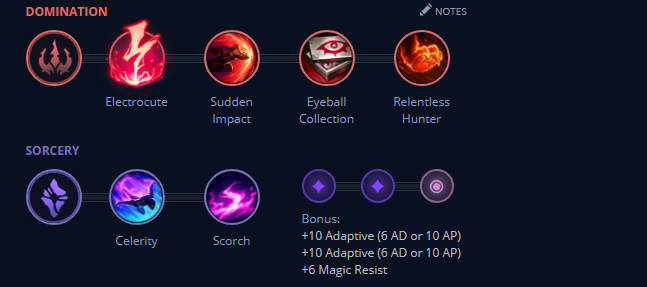 DOMINATION
NOTES
Electrocute
Sudden
Impact
Eyeball
Collection
Relentless
Hunter
SORCERY
Celerity
Scorch
Bonus:
+10 Adaptive (6 AD or 10 AP)
+10 Adaptive (6 AD or 10 AP)
+6 Magic Resist